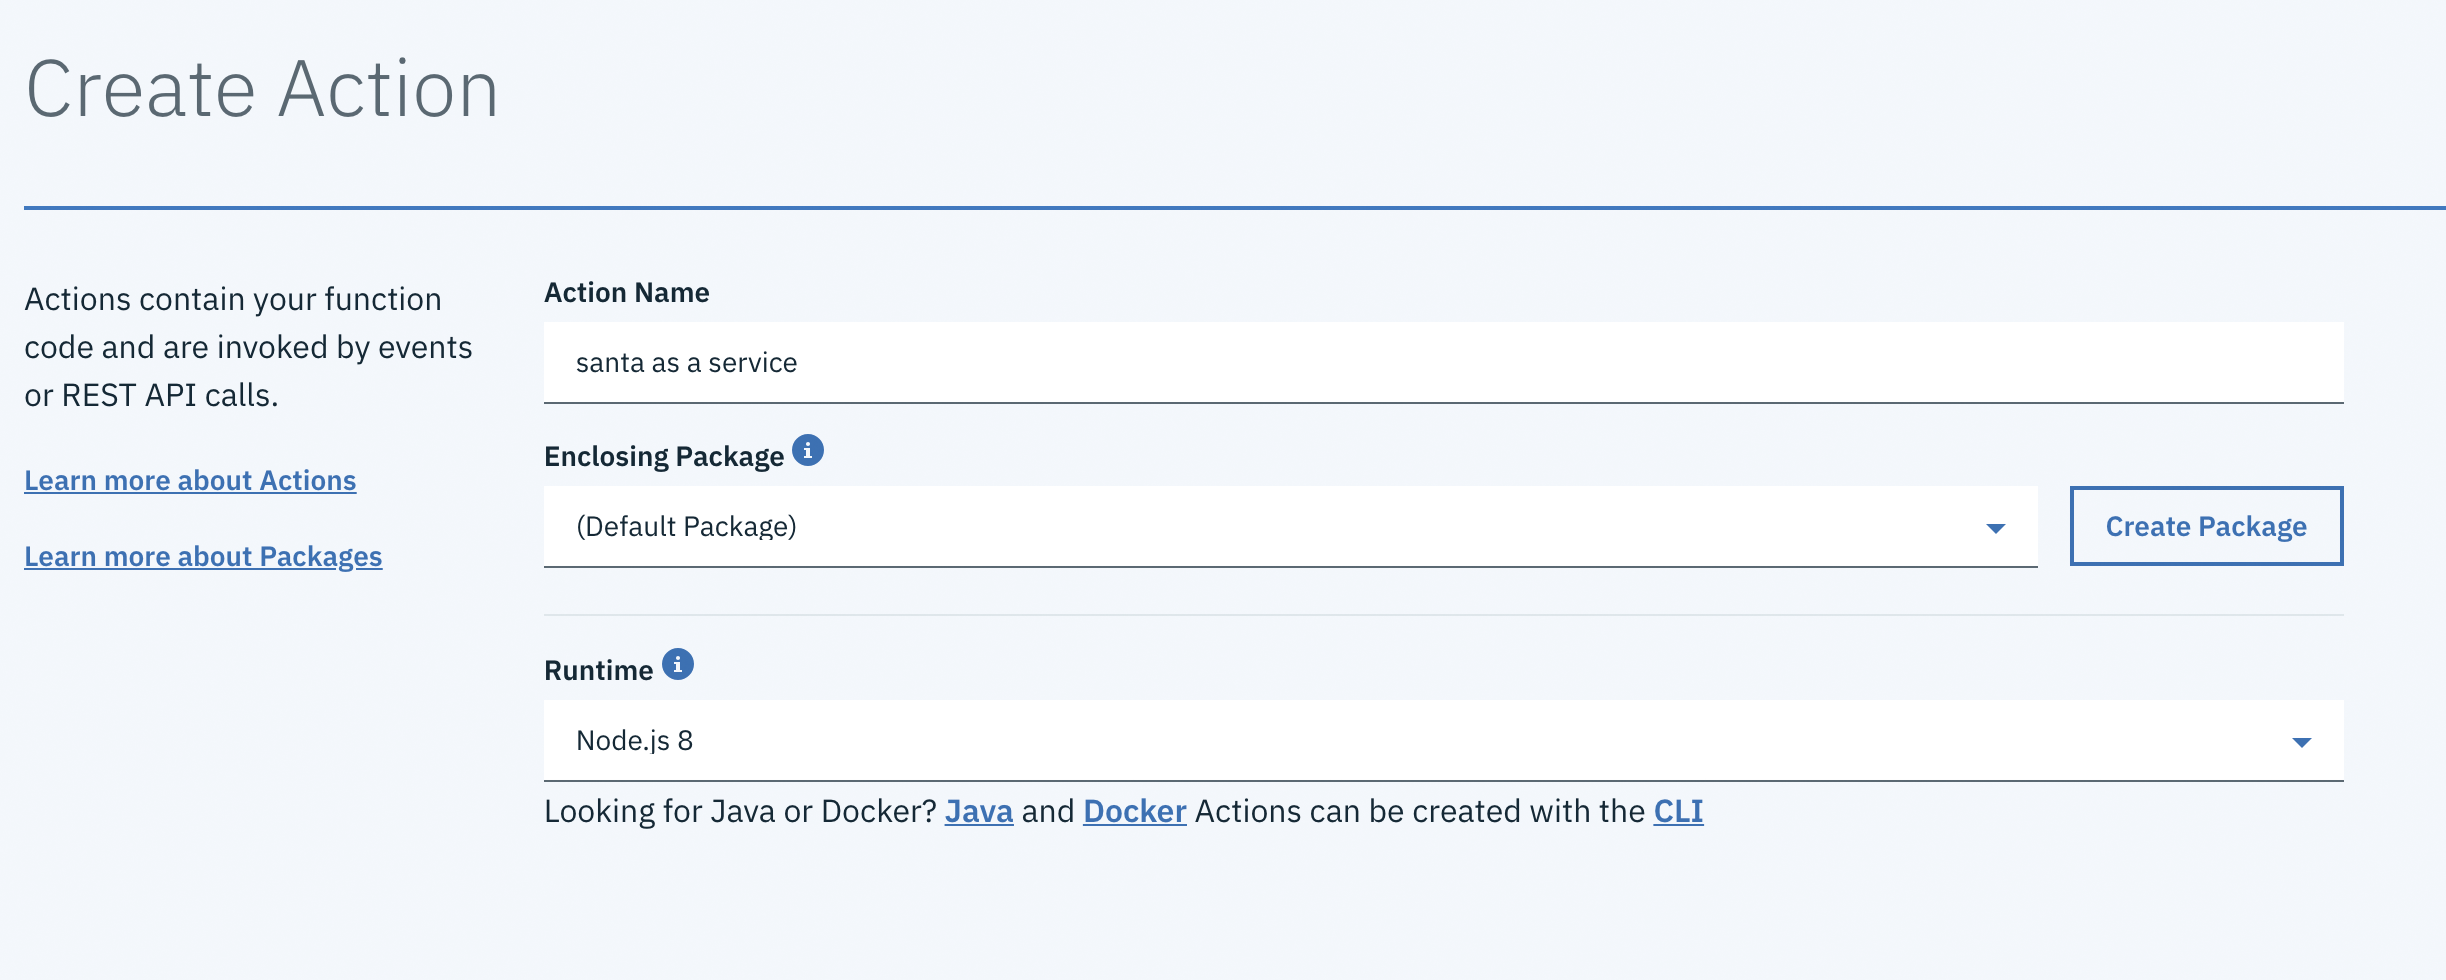 Create Action
Actions contain your function
code and are invoked by events
or REST API calls.
Learn more about Actions
Learn more about Packages
Action Name
santa as a service
Enclosing Package
(Default Package)
Create Package
Runtime
Node.js 8
Looking for Java or Docker? Java and Docker Actions can be created with the CLI